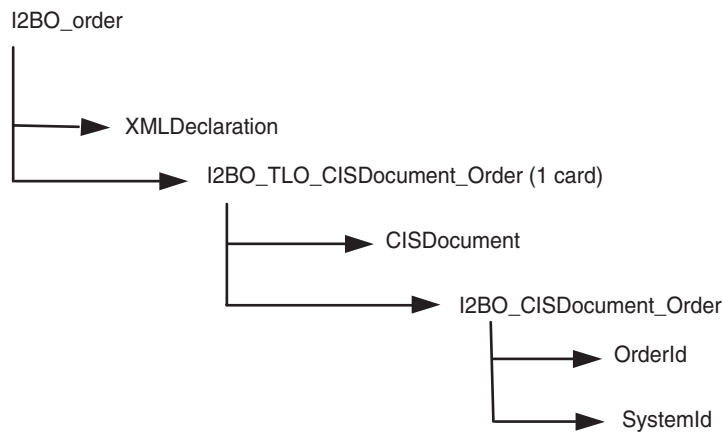 I2BO_order
XMLDeclaration
I2BO_TLO_CISDocument_Order (1 card)
CISDocument
I2BO_CISDocument_Order
OrderId
SystemId